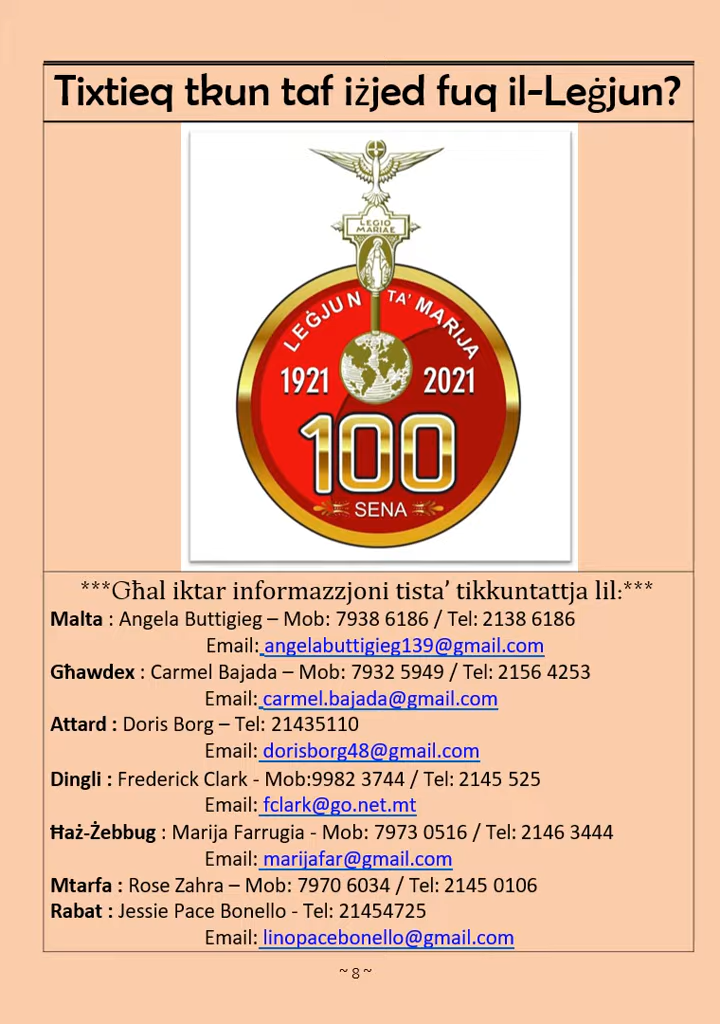 Tixtieq tkun taf iżjed fuq il-Leġjun?
LEGIO
MARIAE
LEĠJUN TA' MARIJA
1921 2021
100
SENA
***Għal iktar informazzjoni tista’ tikkuntattja lil:***
Malta : Angela Buttigieg – Mob: 7938 6186 / Tel: 2138 6186
Email: angelabuttigieg139@gmail.com
Għawdex : Carmel Bajada – Mob: 7932 5949 / Tel: 2156 4253
Email: carmel.bajada@gmail.com
Attard : Doris Borg – Tel: 21435110
Email: dorisborg48@gmail.com
Dingli : Frederick Clark - Mob:9982 3744 / Tel: 2145 525
Email: fclark@go.net.mt
Ħaż-Żebbug : Marija Farrugia - Mob: 7973 0516 / Tel: 2146 3444
Email: marijafar@gmail.com
Mtarfa : Rose Zahra – Mob: 7970 6034 / Tel: 2145 0106
Rabat : Jessie Pace Bonello - Tel: 21454725
Email: linopacebonello@gmail.com
~ 8 ~